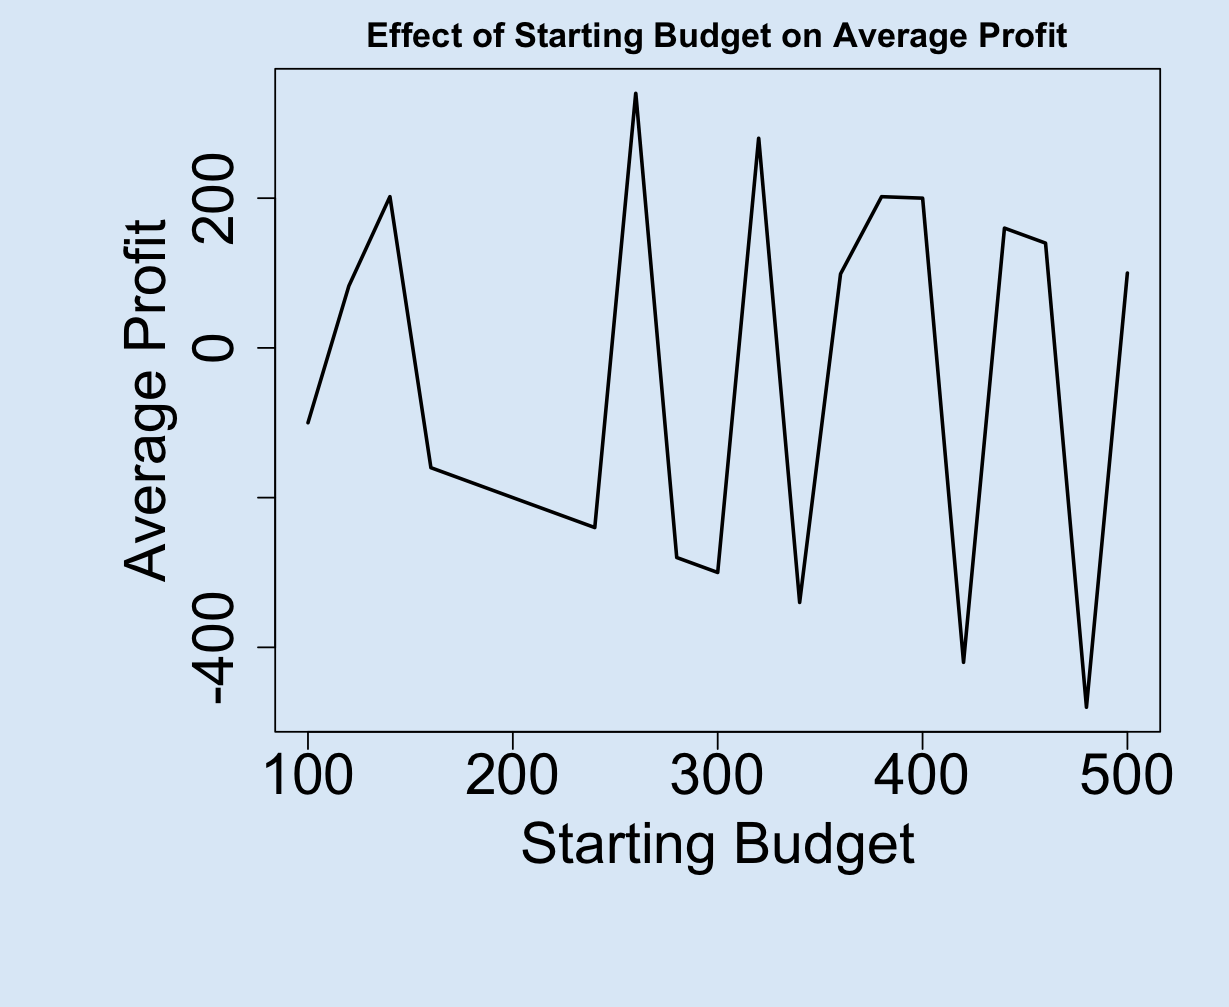 Effect of Starting Budget on Average Profit
Average Profit
200
0
-400
100 200 300 400 500
Starting Budget